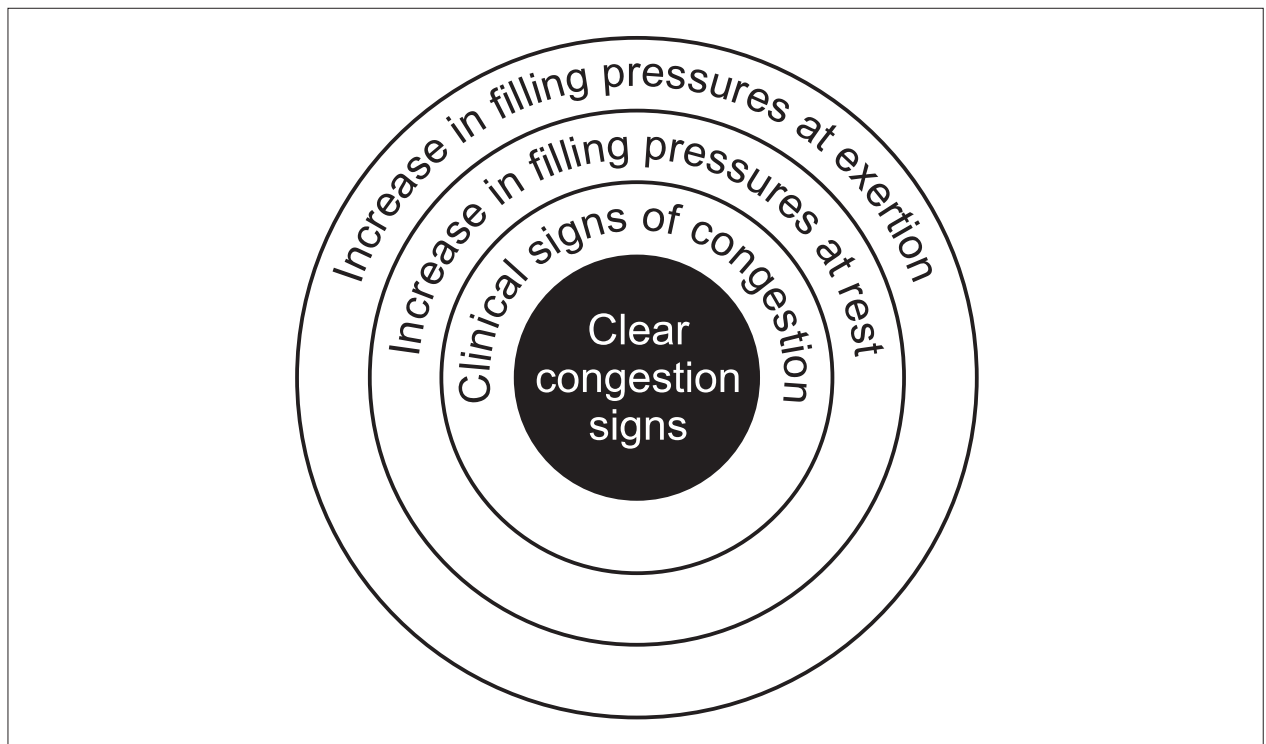 Increase in filling pressures at exertion
Increase in filling pressures at rest
Clinical signs of congestion
Clear
congestion
signs